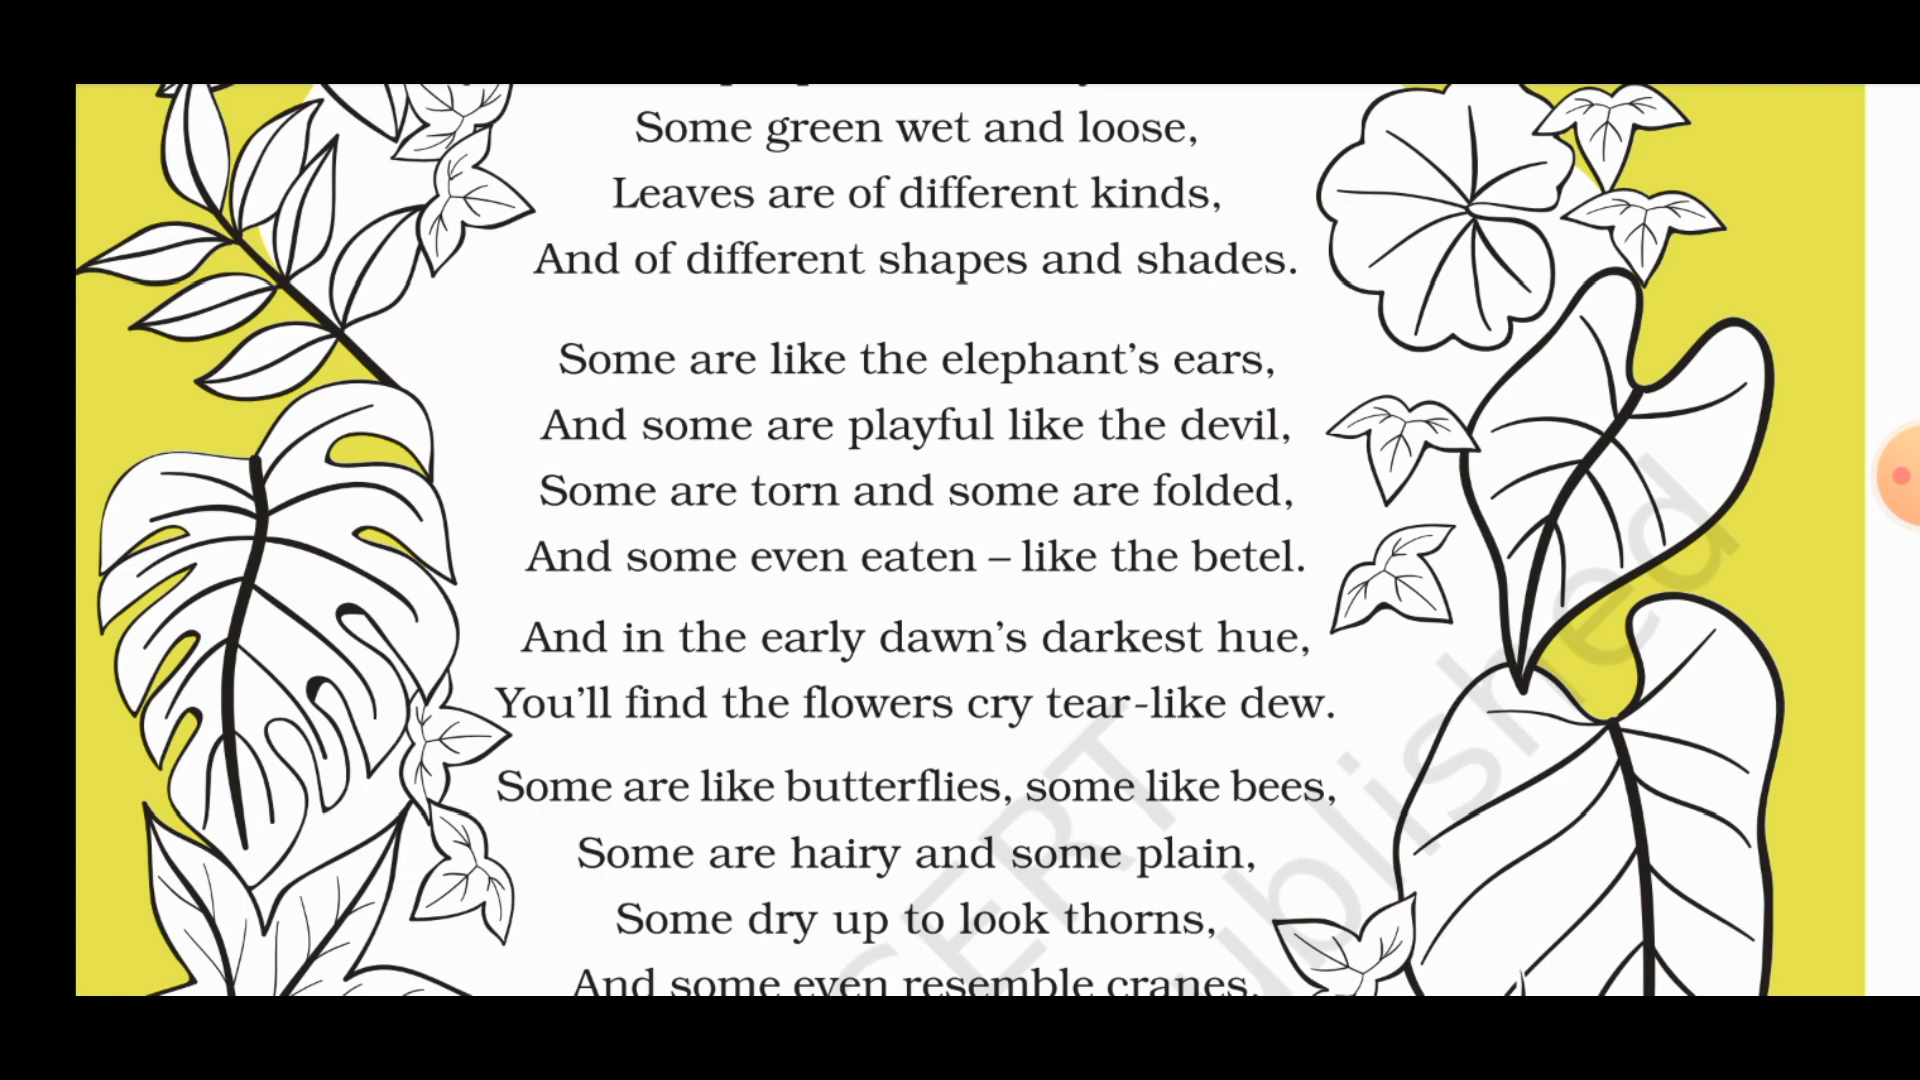 Some green wet and loose,
Leaves are of different kinds,
And of different shapes and shades.
Some are like the elephant's ears,
And some are playful like the devil,
Some are torn and some are folded,
And some even eaten – like the betel.
And in the early dawn's darkest hue,
You'll find the flowers cry tear-like dew.
Some are like butterflies, some like bees,
Some are hairy and some plain,
Some dry up to look thorns,
And some even resemble cranes.